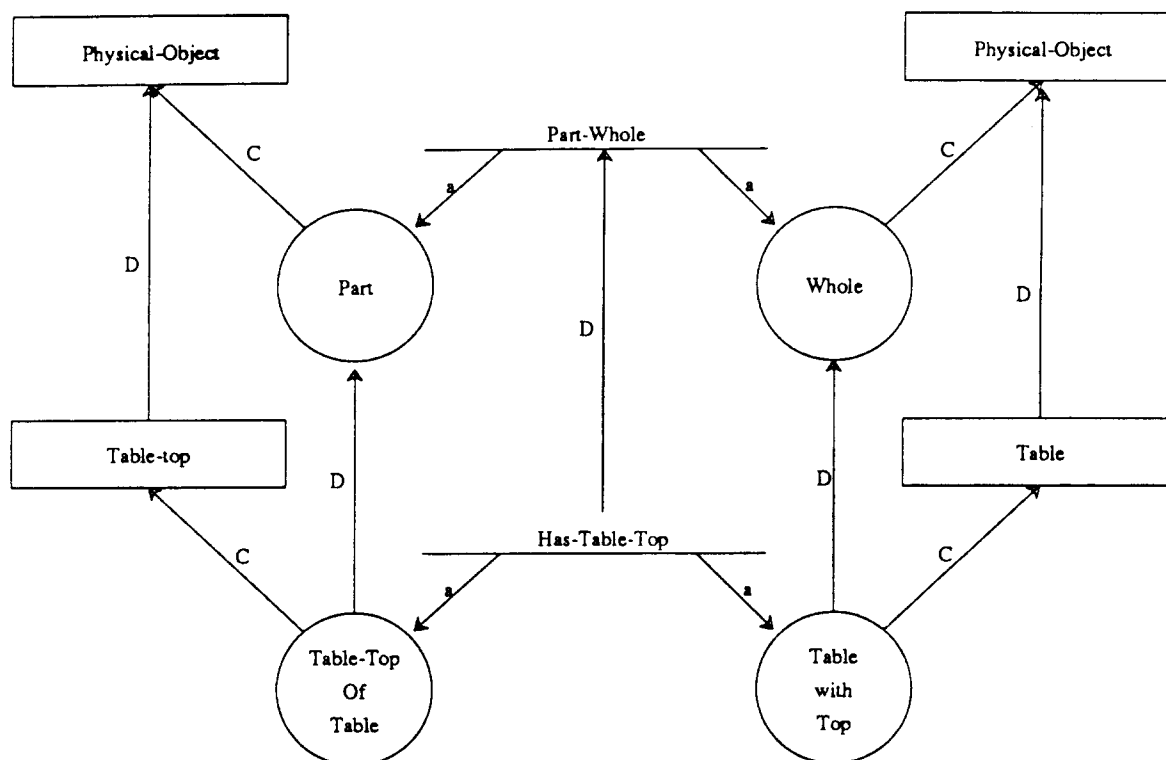 Physical-Object
Physical-Object
Part-Whole
C
C
a
a
D
D
Part
Whole
D
Table-top
Table
D
D
Has-Table-Top
C
C
a
a
Table-Top
Of
Table
Table
with
Top